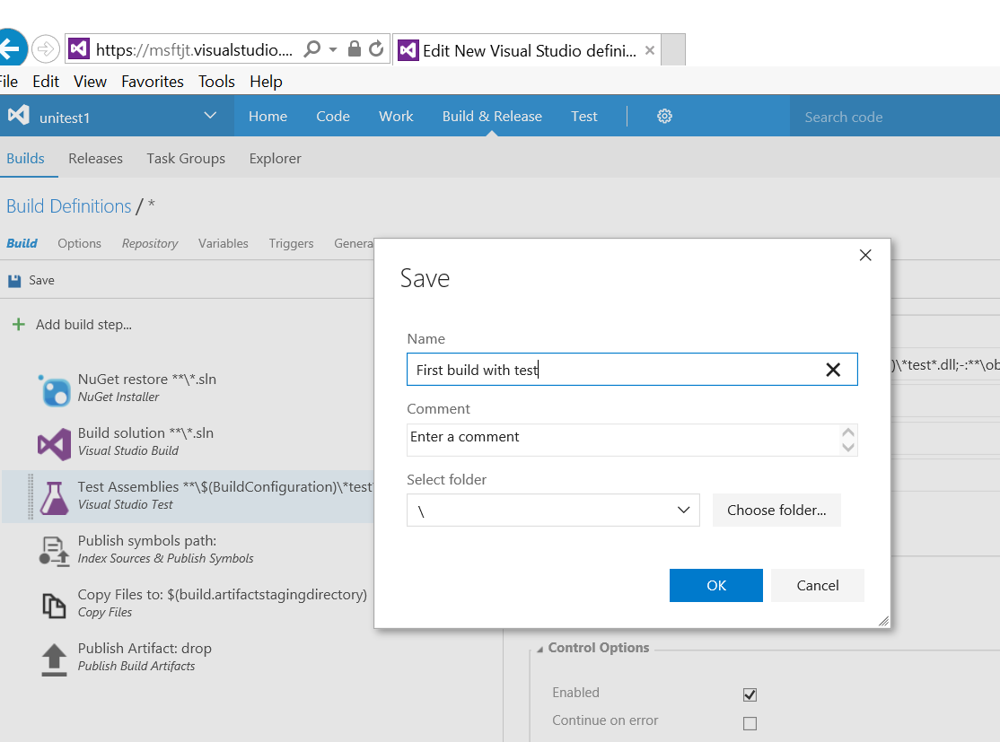 https://msftjt.visualstudio.... Edit New Visual Studio defini...
File Edit View Favorites Tools Help
unitest1 Home Code Work Build & Release Test Search code
Builds Releases Task Groups Explorer
Build Definitions / *
Build Options Repository Variables Triggers Genera
Save
Add build step...
NuGet restore **\*.sln
NuGet Installer
Build solution **\*.sln
Visual Studio Build
Test Assemblies **\$(BuildConfiguration)\*test
Visual Studio Test
Publish symbols path:
Index Sources & Publish Symbols
Copy Files to: $(build.artifactstagingdirectory)
Copy Files
Publish Artifact: drop
Publish Build Artifacts
Save
Name
First build with test
Comment
Enter a comment
Select folder
\ Choose folder...
OK Cancel
)\*test*.dll;-:**\ob
Control Options
Enabled
Continue on error